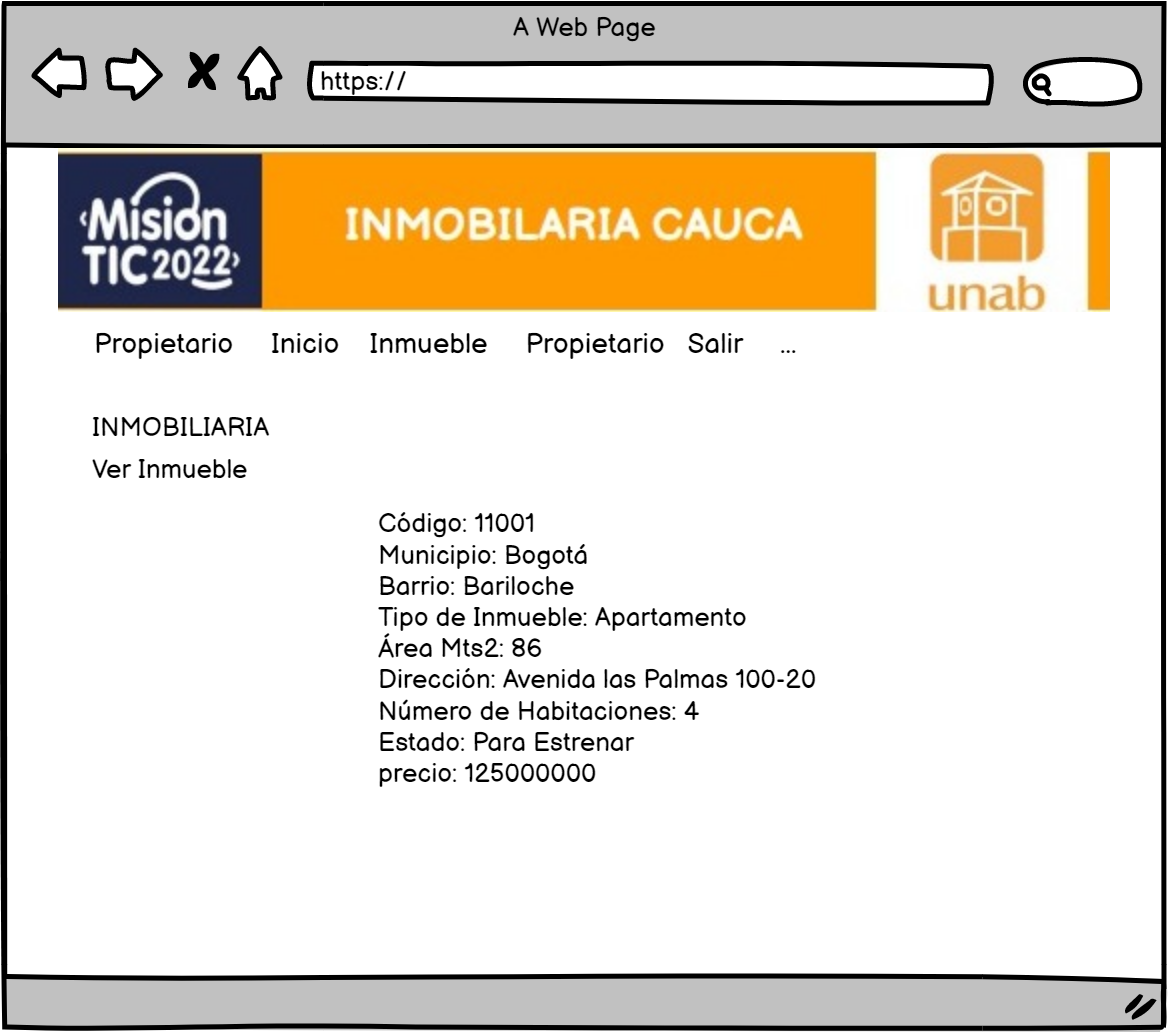 A Web Page
https://
‹Misión
TIC 2022›
INMOBILARIA CAUCA
unab
Propietario Inicio Inmueble Propietario Salir ...
INMOBILIARIA
Ver Inmueble
Código: 11001
Municipio: Bogotá
Barrio: Bariloche
Tipo de Inmueble: Apartamento
Área Mts2: 86
Dirección: Avenida las Palmas 100-20
Número de Habitaciones: 4
Estado: Para Estrenar
precio: 125000000